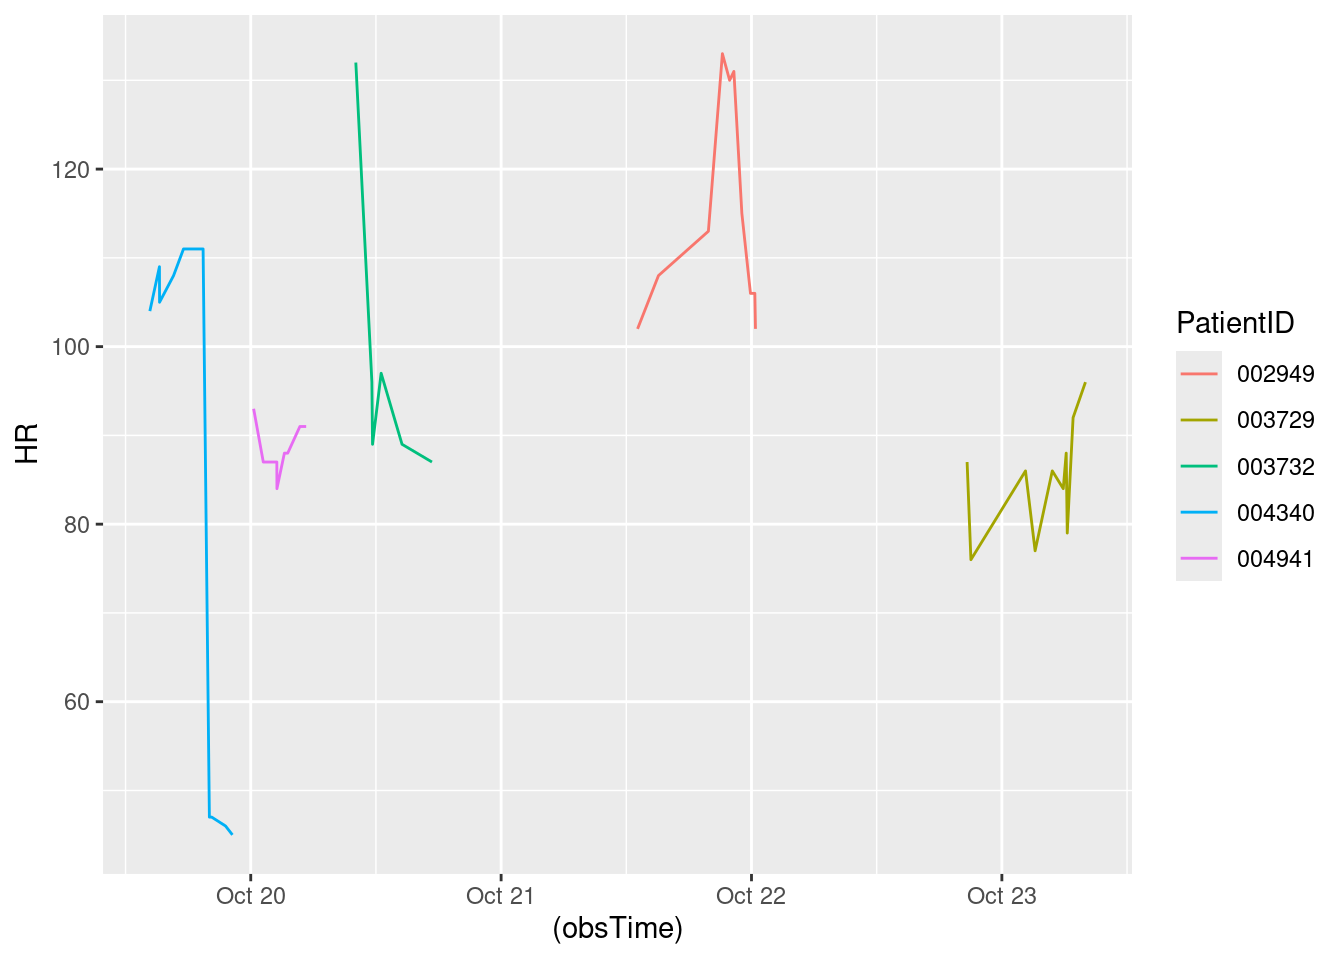 120
100
80
60
HR
Oct 20
Oct 21
Oct 22
Oct 23
(obsTime)
PatientID
002949
003729
003732
004340
004941